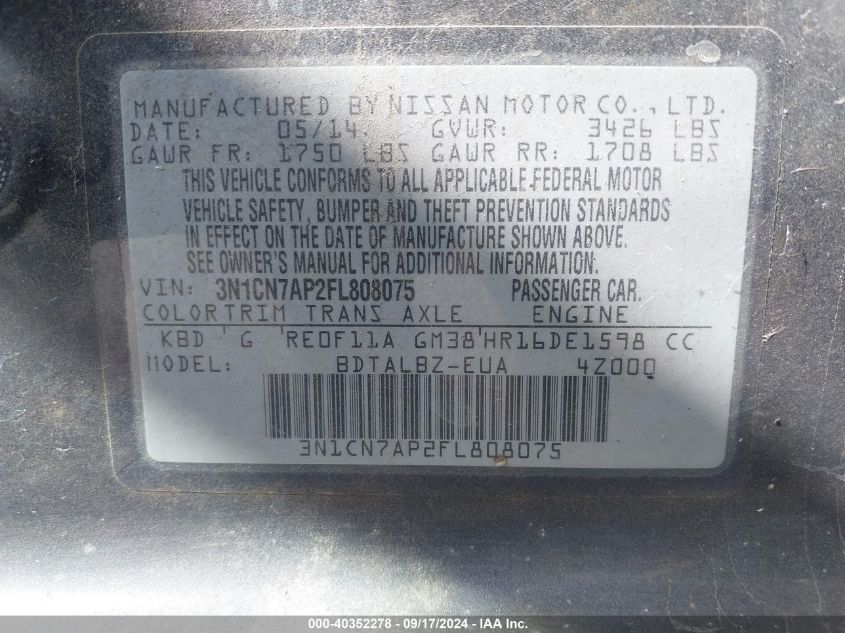 MANUFACTURED BY NISSAN MOTOR CO., LTD.
DATE: 05/14 GVWR: 3426 LBS
GAWR FR: 1750 LBS GAWR RR: 1708 LBS
THIS VEHICLE CONFORMS TO ALL APPLICABLE FEDERAL MOTOR
VEHICLE SAFETY, BUMPER AND THEFT PREVENTION STANDARDS
IN EFFECT ON THE DATE OF MANUFACTURE SHOWN ABOVE.
SEE OWNER'S MANUAL FOR ADDITIONAL INFORMATION.
VIN: 3N1CN7AP2FL808075 PASSENGER CAR.
COLOR TRIM TRANS AXLE ENGINE
KBD ' G 'RE0F11A GM38'HR16DE1598 CC
MODEL: BDTALBZ-EUA 4Z000
3N1CN7AP2FL808075
000-40352278 - 09/17/2024 - IAA Inc.